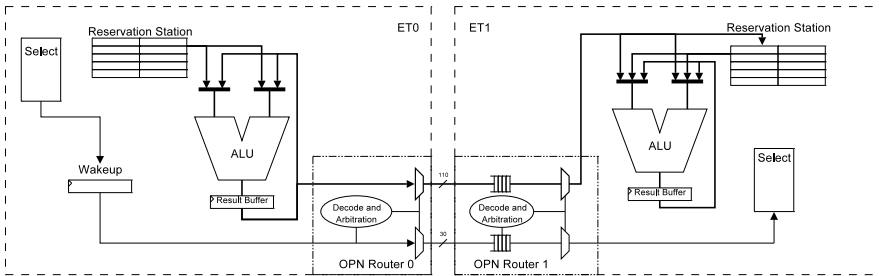 ET0
ET1
Select
Reservation Station
ALU
Result Buffer
Wakeup
Decode and
Arbitration
OPN Router 0
110
30
Decode and
Arbitration
OPN Router 1
Reservation Station
ALU
Result Buffer
Select